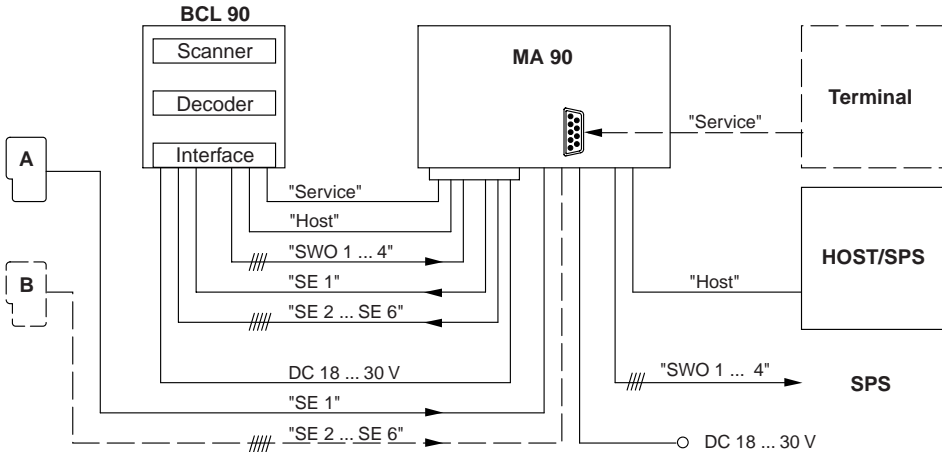 BCL 90
Scanner
Decoder
Interface
MA 90
Terminal
"Service"
A
B
"Service"
"Host"
"SWO 1 ... 4"
"SE 1"
"SE 2 ... SE 6"
DC 18 ... 30 V
"SE 1"
"SE 2 ... SE 6"
HOST/SPS
"Host"
"SWO 1 ... 4"
SPS
DC 18 ... 30 V